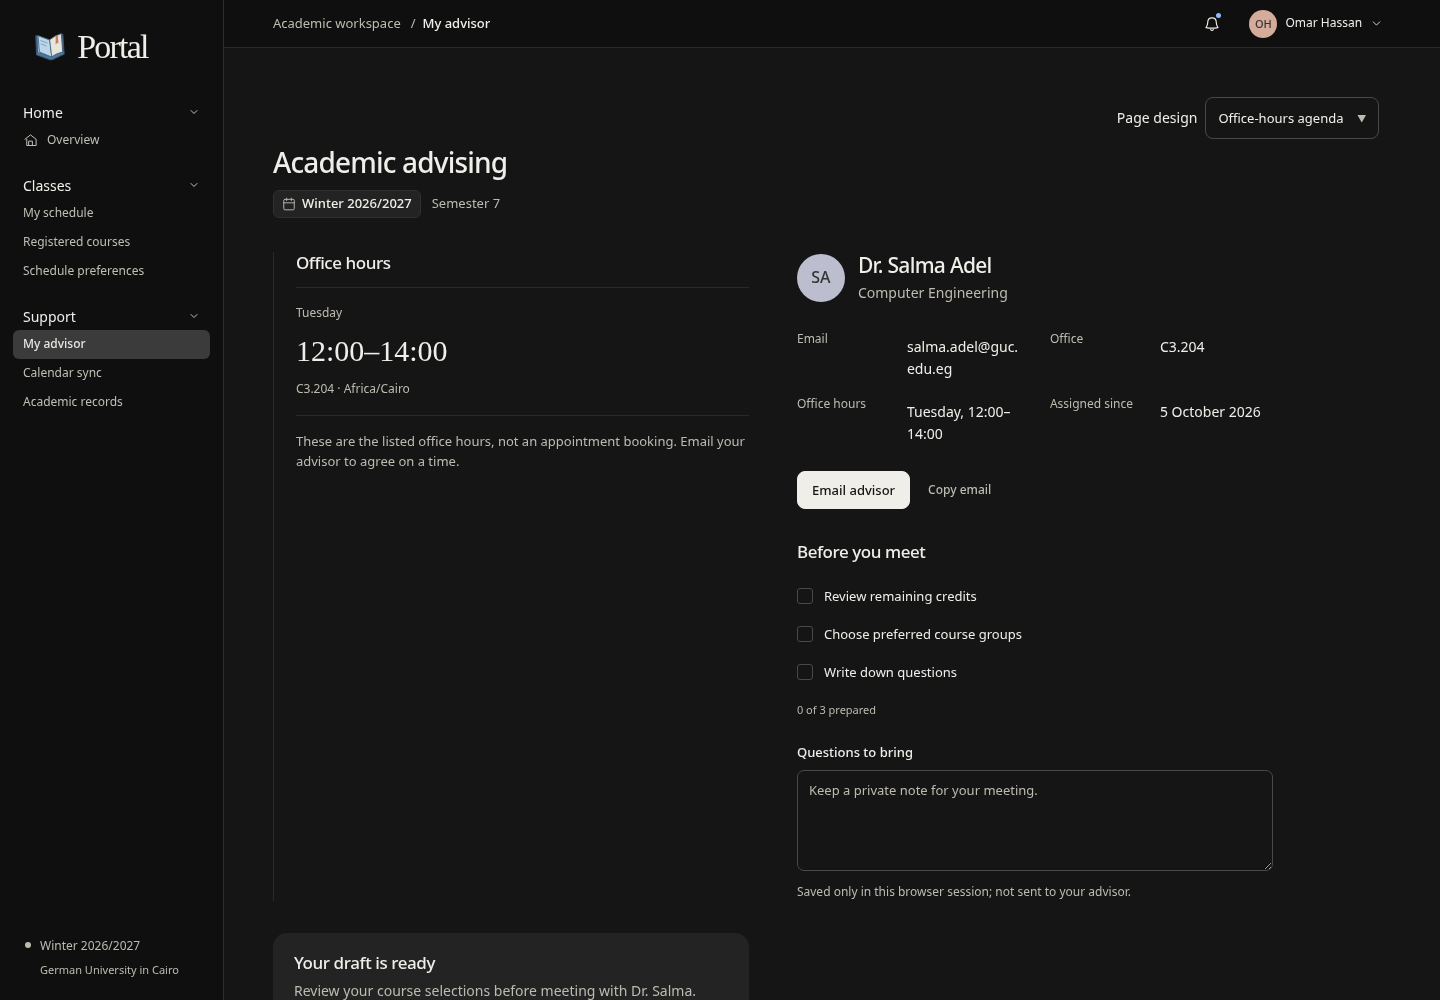 Portal
Home
Overview
Classes
My schedule
Registered courses
Schedule preferences
Support
My advisor
Calendar sync
Academic records
Winter 2026/2027
German University in Cairo
Academic workspace / My advisor
OH Omar Hassan
Page design Office-hours agenda
Academic advising
Winter 2026/2027 Semester 7
Office hours
Tuesday
12:00–14:00
C3.204 · Africa/Cairo
These are the listed office hours, not an appointment booking. Email your
advisor to agree on a time.
SA Dr. Salma Adel
Computer Engineering
Email salma.adel@guc.
edu.eg
Office C3.204
Office hours Tuesday, 12:00–
14:00
Assigned since 5 October 2026
Email advisor Copy email
Before you meet
Review remaining credits
Choose preferred course groups
Write down questions
0 of 3 prepared
Questions to bring
Keep a private note for your meeting.
Saved only in this browser session; not sent to your advisor.
Your draft is ready
Review your course selections before meeting with Dr. Salma.